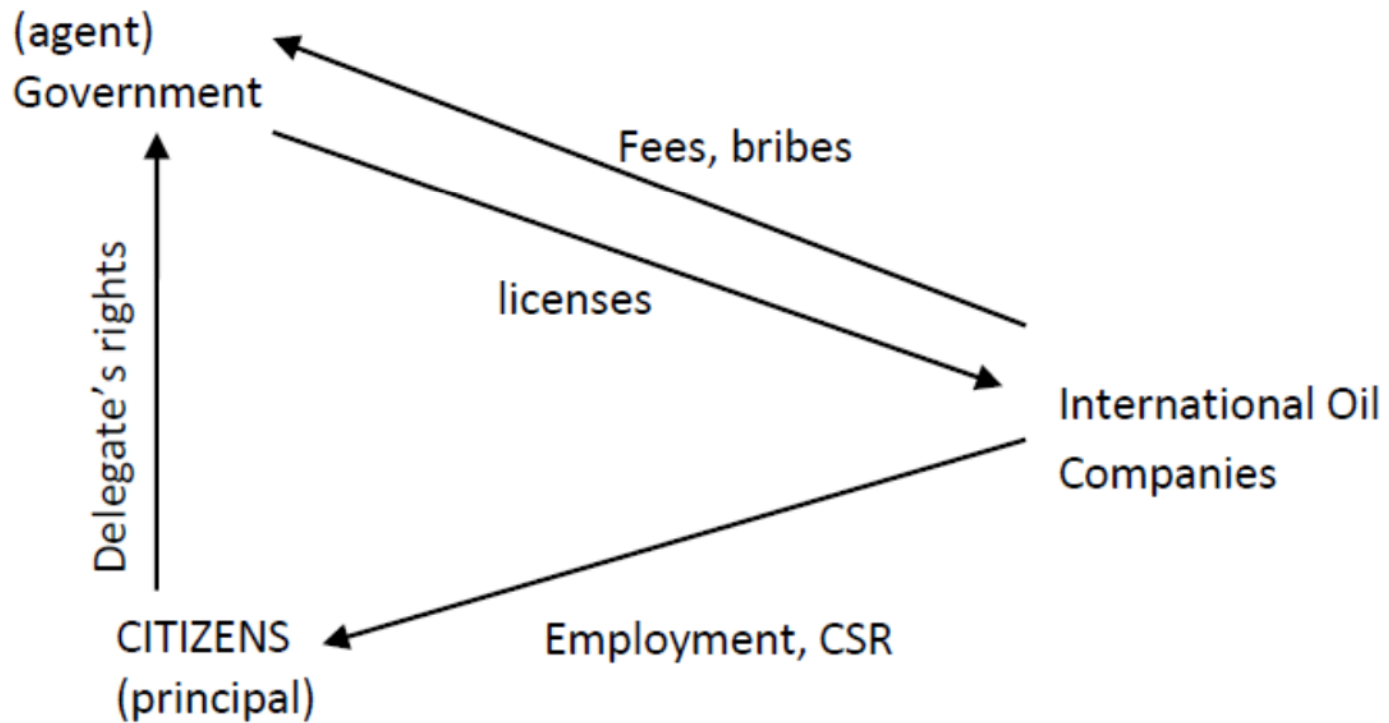 (agent)
Government
Fees, bribes
licenses
Delegate's rights
International Oil
Companies
CITIZENS
(principal)
Employment, CSR